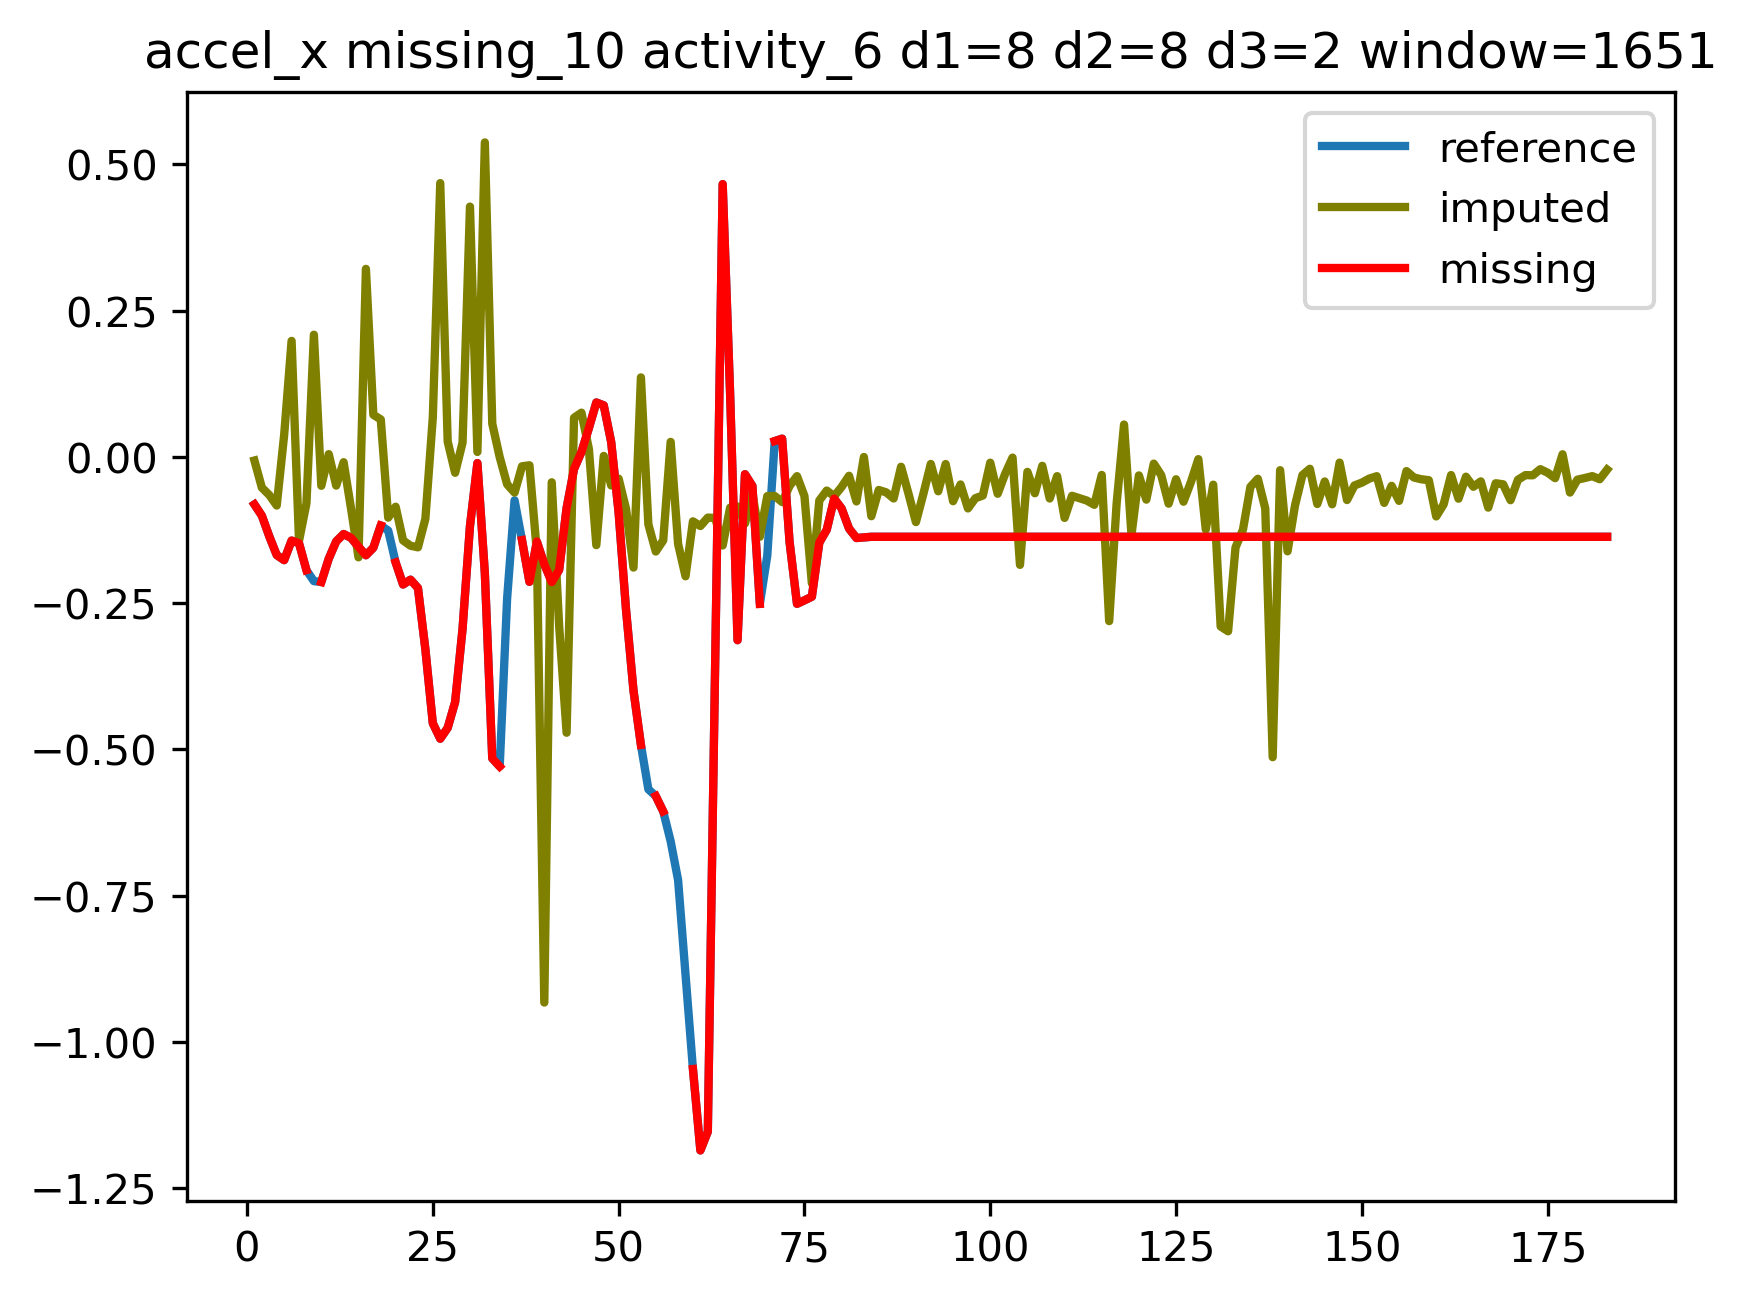 accel_x missing_10 activity_6 d1=8 d2=8 d3=2 window=1651
reference
imputed
missing
0.50
0.25
0.00
−0.25
−0.50
−0.75
−1.00
−1.25
0 25 50 75 100 125 150 175